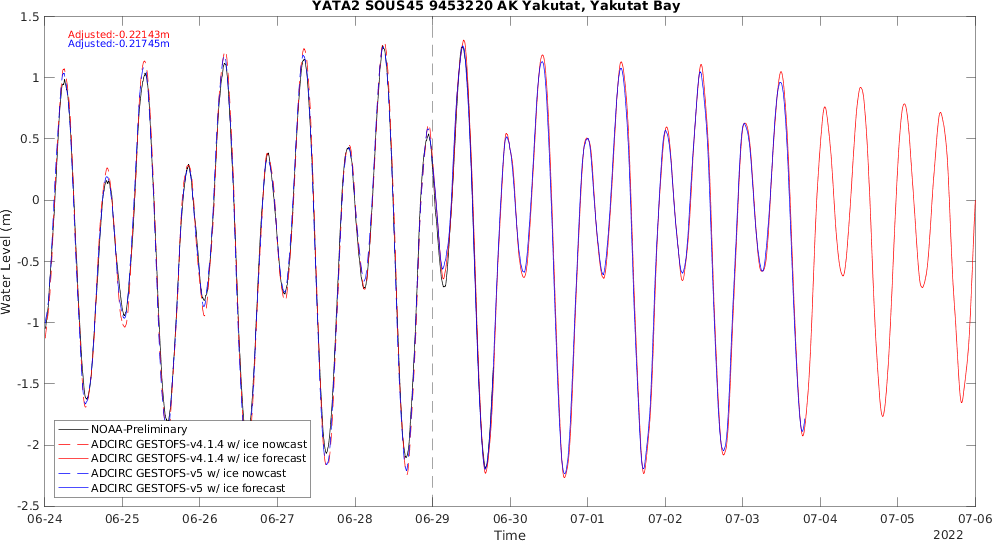 YATA2 SOUS45 9453220 AK Yakutat, Yakutat Bay
Adjusted:-0.22143m
Adjusted:-0.21745m
1.5
1
0.5
0
-0.5
-1
-1.5
-2
-2.5
Water Level (m)
NOAA-Preliminary
ADCIRC GESTOFS-v4.1.4 w/ ice nowcast
ADCIRC GESTOFS-v4.1.4 w/ ice forecast
ADCIRC GESTOFS-v5 w/ ice nowcast
ADCIRC GESTOFS-v5 w/ ice forecast
06-24 06-25 06-26 06-27 06-28 06-29 06-30 07-01 07-02 07-03 07-04 07-05 07-06
Time
2022